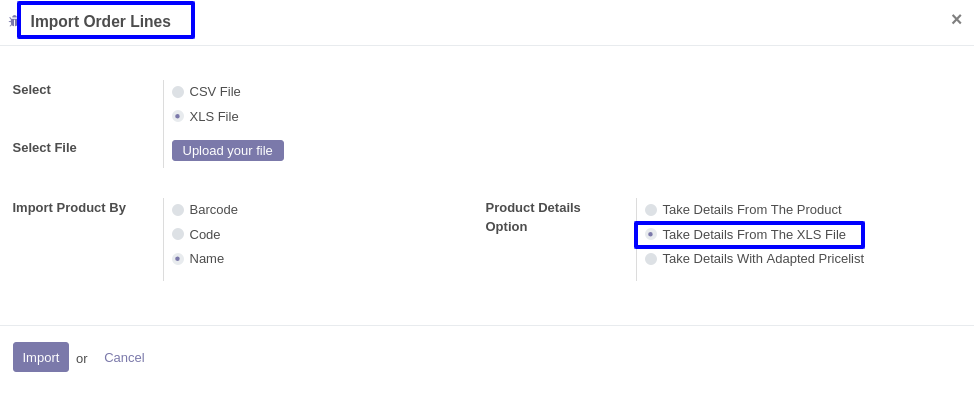 Import Order Lines
×
Select
CSV File
XLS File
Select File
Upload your file
Import Product By
Barcode
Code
Name
Product Details
Option
Take Details From The Product
Take Details From The XLS File
Take Details With Adapted Pricelist
Import or Cancel